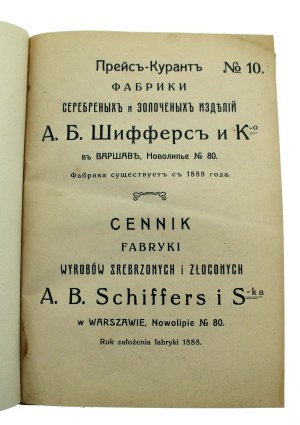 Прейсъ-Курантъ № 10.
ФАБРИКИ
СЕРЕБРЕНЫХЪ и ЗОЛОЧЕНЫХЪ ИЗДѢЛІЙ
А. Б. Шифферсъ и К-о
въ ВАРШАВѢ, Новолипье № 80.
Фабрика существуетъ съ 1888 года.
CENNIK
FABRYKI
WYROBÓW SREBRZONYCH i ZŁOCONYCH
A. B. Schiffers i S-ka
w WARSZAWIE, Nowolipie № 80.
Rok założenia fabryki 1888.